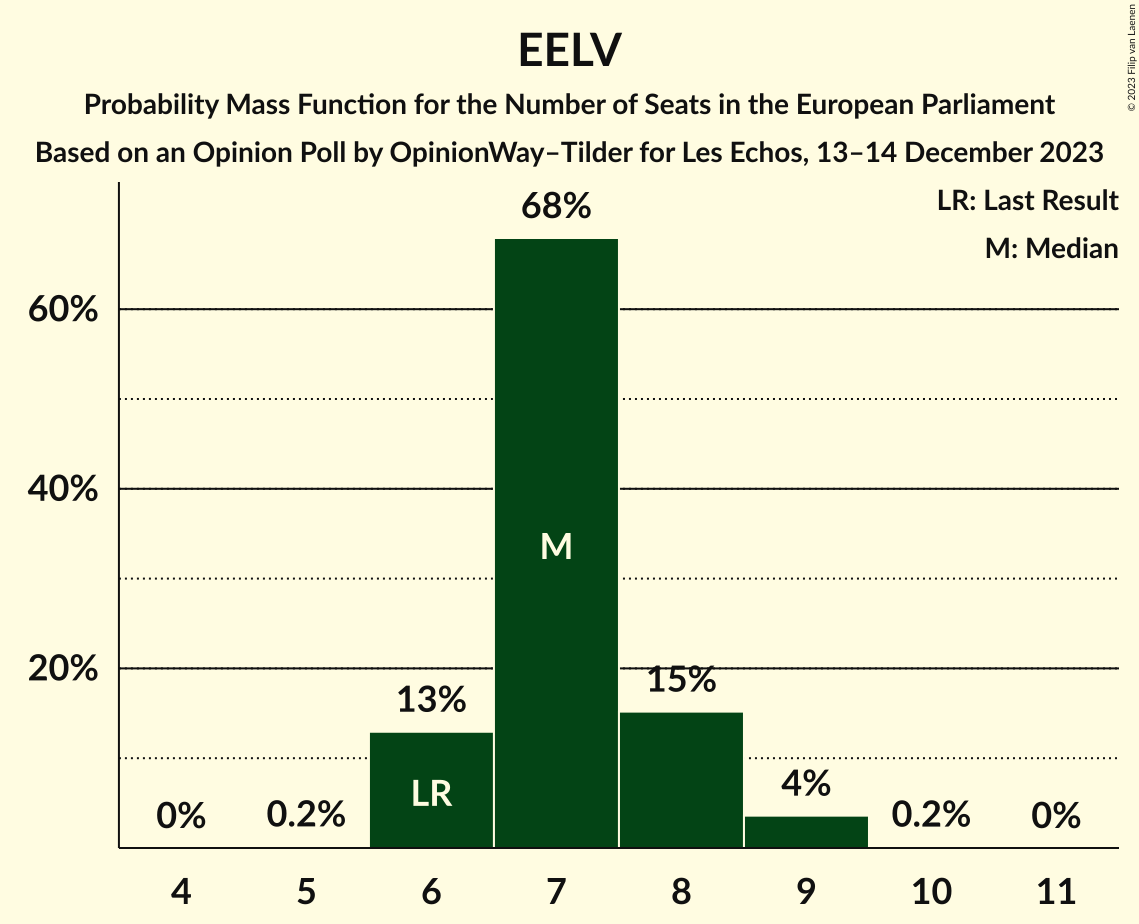 EELV
Probability Mass Function for the Number of Seats in the European Parliament
Based on an Opinion Poll by OpinionWay–Tilder for Les Echos, 13–14 December 2023
© 2023 Filip van Laenen
LR: Last Result
M: Median
60%
40%
20%
0%
0.2%
13%
68%
15%
4%
0.2%
0%
LR
M
4
5
6
7
8
9
10
11